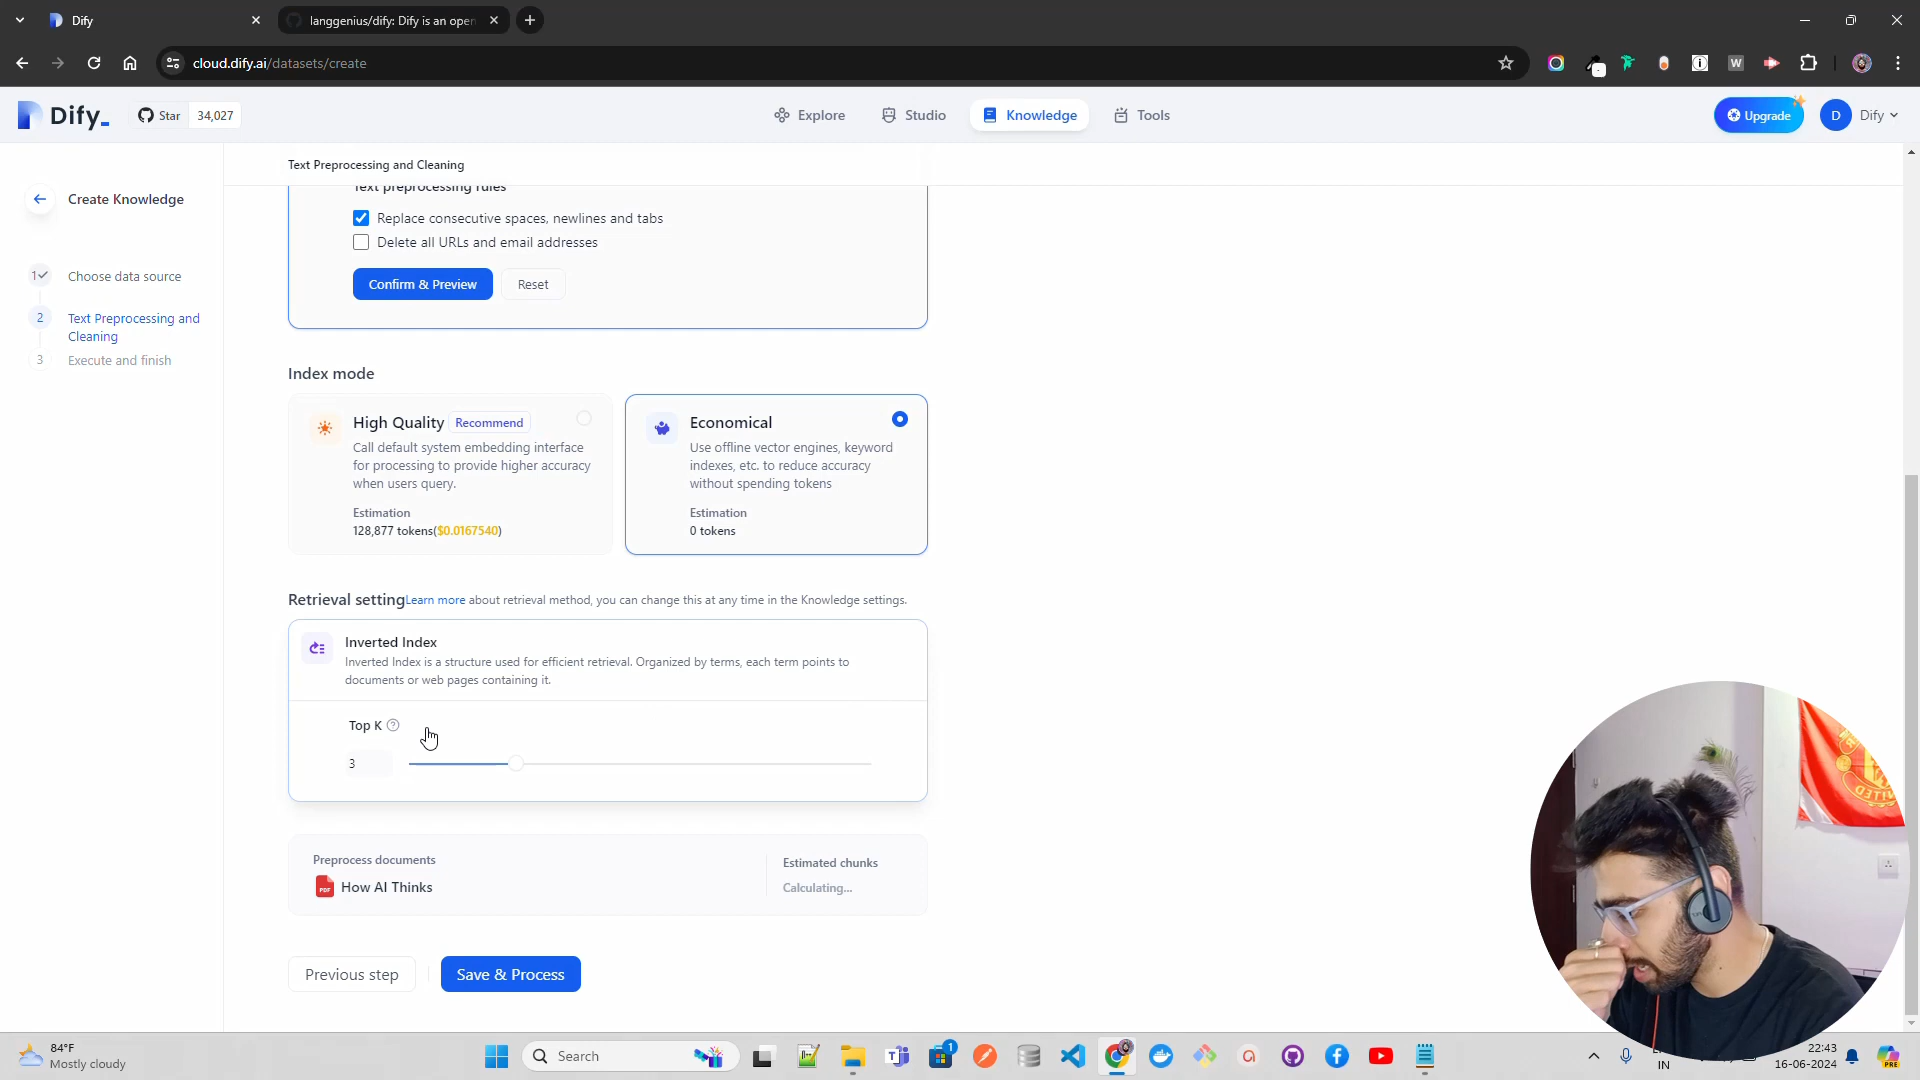 Dify
langgenius/dify: Dify is an open
cloud.dify.ai/datasets/create
Dify_
Star 34,027
Explore
Studio
Knowledge
Tools
Upgrade
D Dify
Create Knowledge
1 Choose data source
2 Text Preprocessing and
Cleaning
3 Execute and finish
Text Preprocessing and Cleaning
Text preprocessing rules
Replace consecutive spaces, newlines and tabs
Delete all URLs and email addresses
Confirm & Preview
Reset
Index mode
High Quality Recommend
Call default system embedding interface
for processing to provide higher accuracy
when users query.
Estimation
128,877 tokens($0.0167540)
Economical
Use offline vector engines, keyword
indexes, etc. to reduce accuracy
without spending tokens
Estimation
0 tokens
Retrieval setting Learn more about retrieval method, you can change this at any time in the Knowledge settings.
Inverted Index
Inverted Index is a structure used for efficient retrieval. Organized by terms, each term points to
documents or web pages containing it.
Top K
3
Preprocess documents
PDF How AI Thinks
Estimated chunks
Calculating...
Previous step
Save & Process
84°F
Mostly cloudy
Search
1
IN
22:43
16-06-2024
PRE